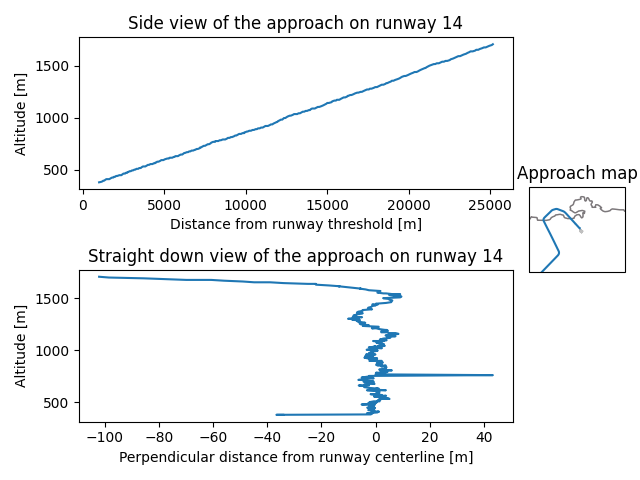 Side view of the approach on runway 14
1500
1000
500
Altitude [m]
0 5000 10000 15000 20000 25000
Distance from runway threshold [m]
Approach map
Straight down view of the approach on runway 14
1500
1000
500
Altitude [m]
−100 −80 −60 −40 −20 0 20 40
Perpendicular distance from runway centerline [m]